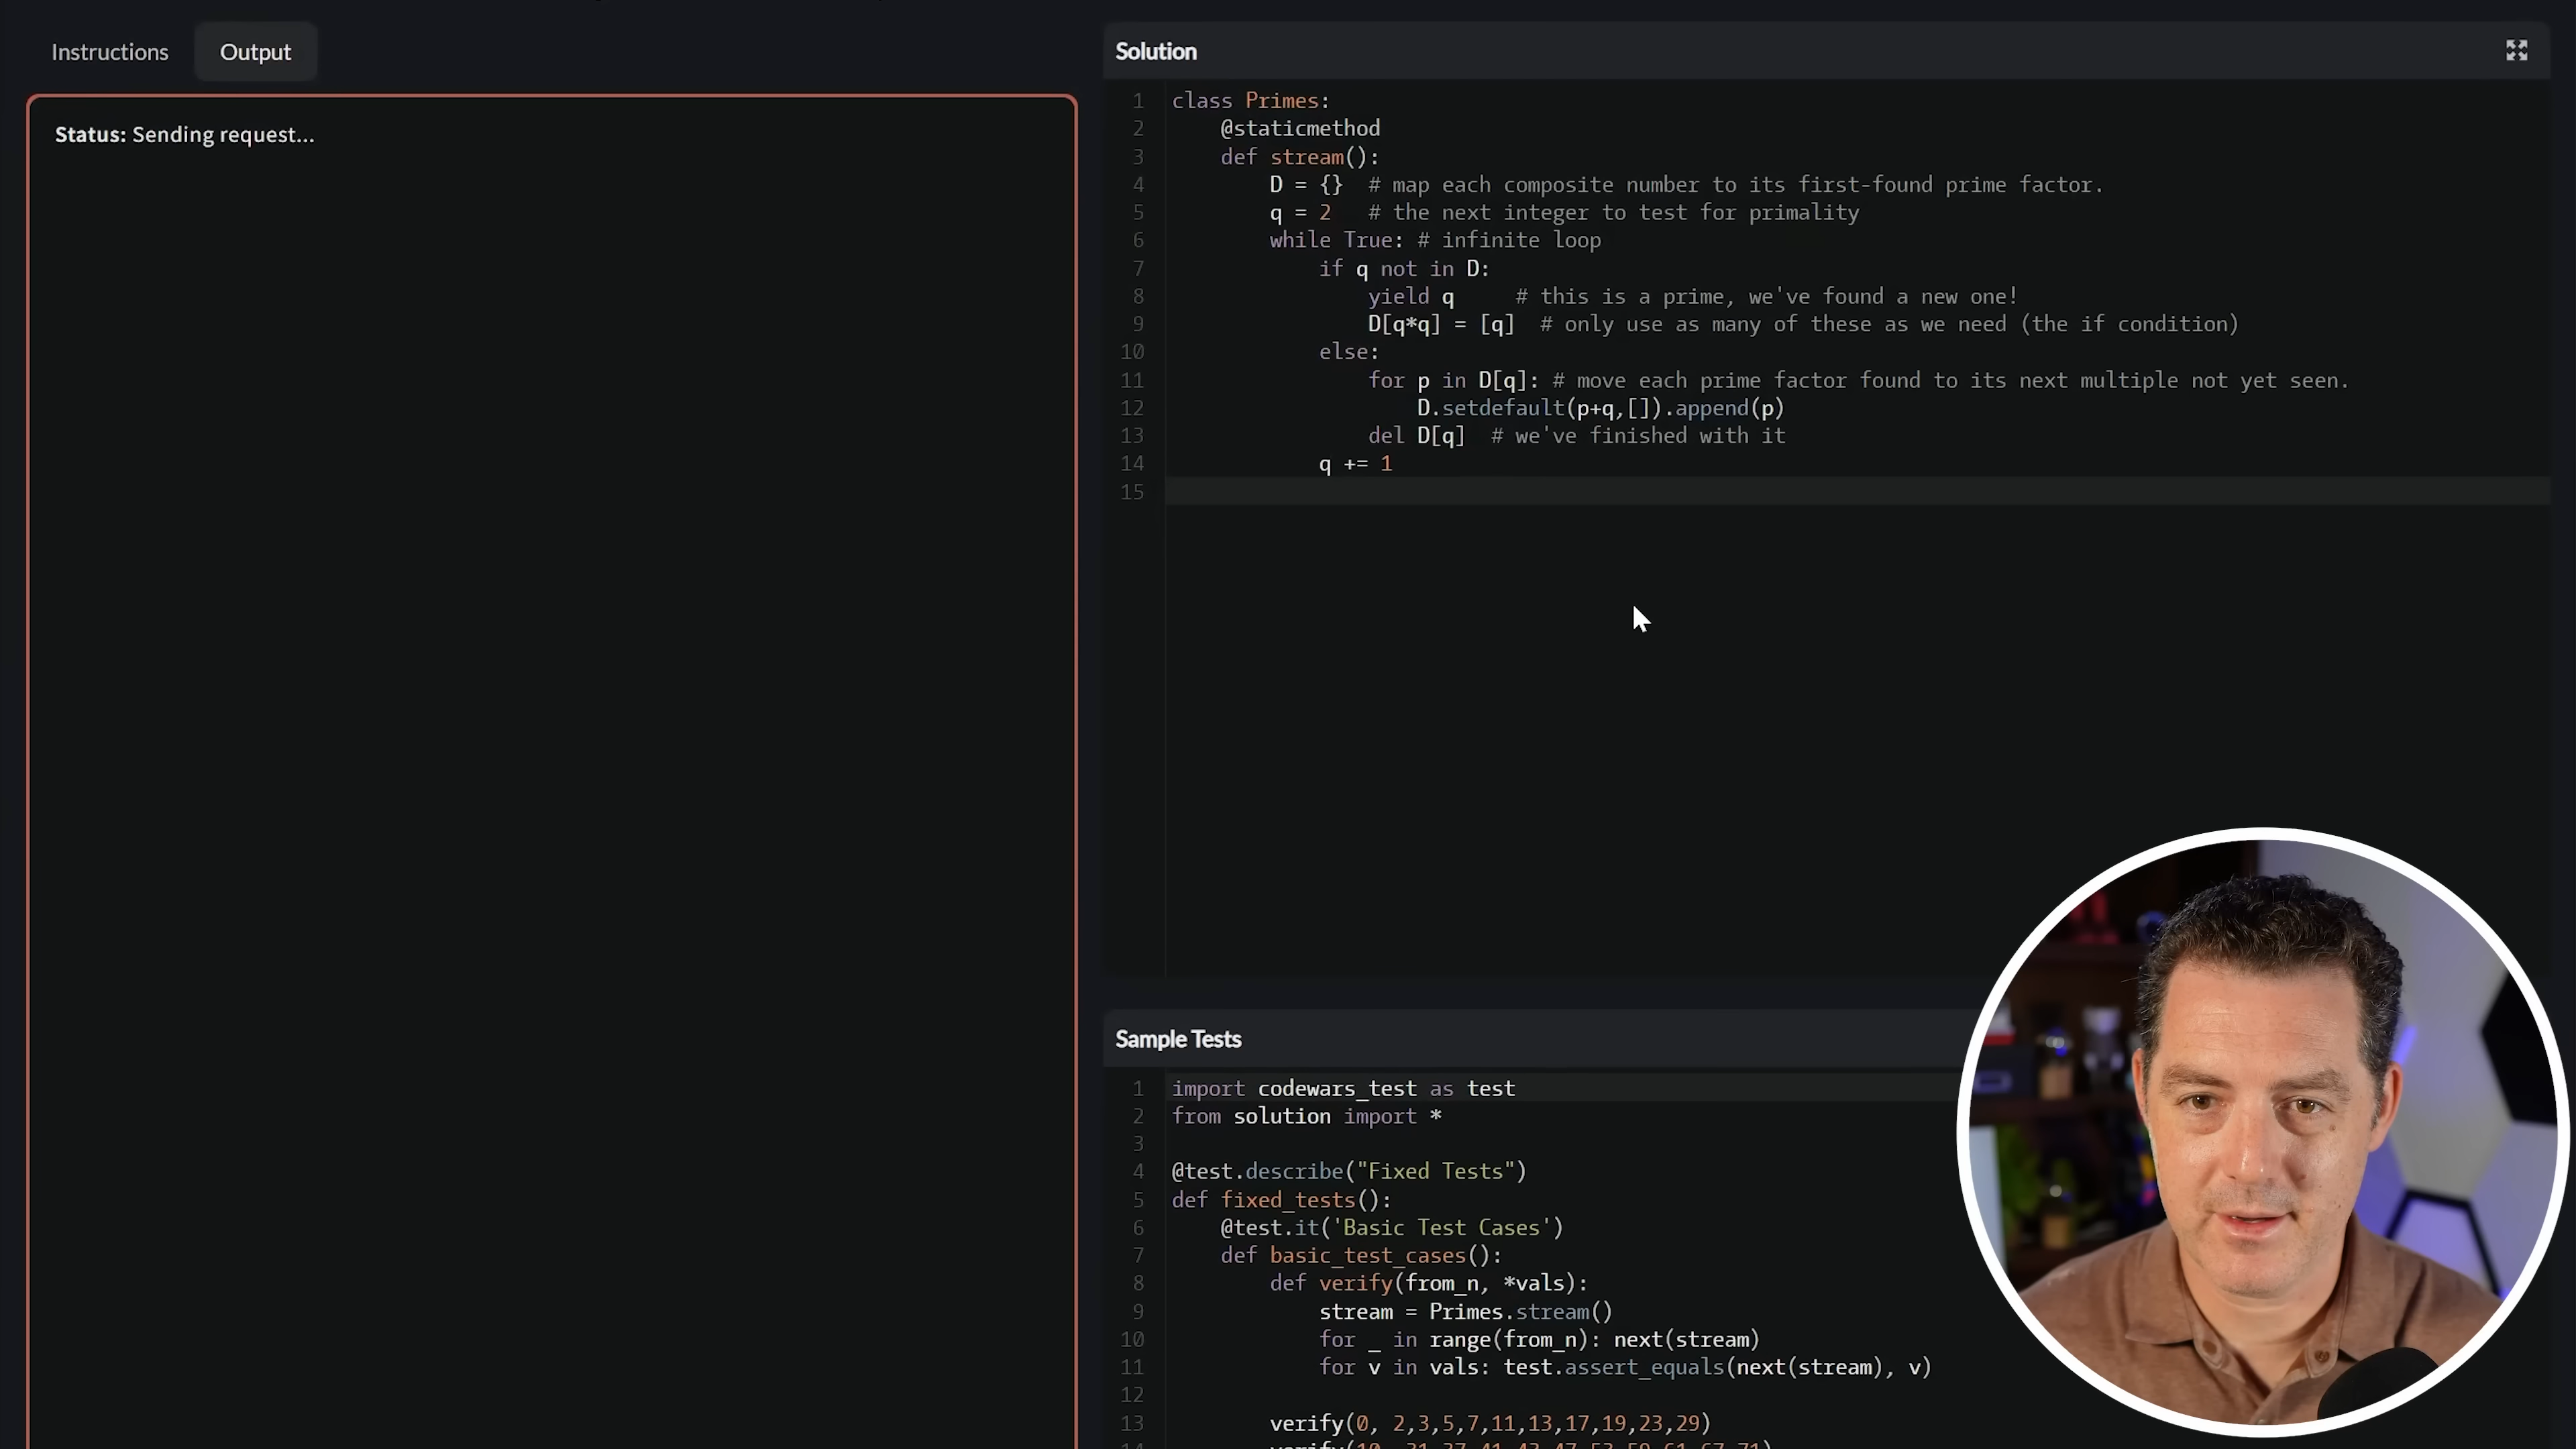 Instructions
Output
Status: Sending request...
Solution
1 class Primes:
2 @staticmethod
3 def stream():
4 D = {} # map each composite number to its first-found prime factor.
5 q = 2 # the next integer to test for primality
6 while True: # infinite loop
7 if q not in D:
8 yield q # this is a prime, we've found a new one!
9 D[q*q] = [q] # only use as many of these as we need (the if condition)
10 else:
11 for p in D[q]: # move each prime factor found to its next multiple not yet seen.
12 D.setdefault(p+q,[]).append(p)
13 del D[q] # we've finished with it
14 q += 1
15
Sample Tests
1 import codewars_test as test
2 from solution import *
3
4 @test.describe("Fixed Tests")
5 def fixed_tests():
6 @test.it('Basic Test Cases')
7 def basic_test_cases():
8 def verify(from_n, *vals):
9 stream = Primes.stream()
10 for _ in range(from_n): next(stream)
11 for v in vals: test.assert_equals(next(stream), v)
12
13 verify(0, 2,3,5,7,11,13,17,19,23,29)